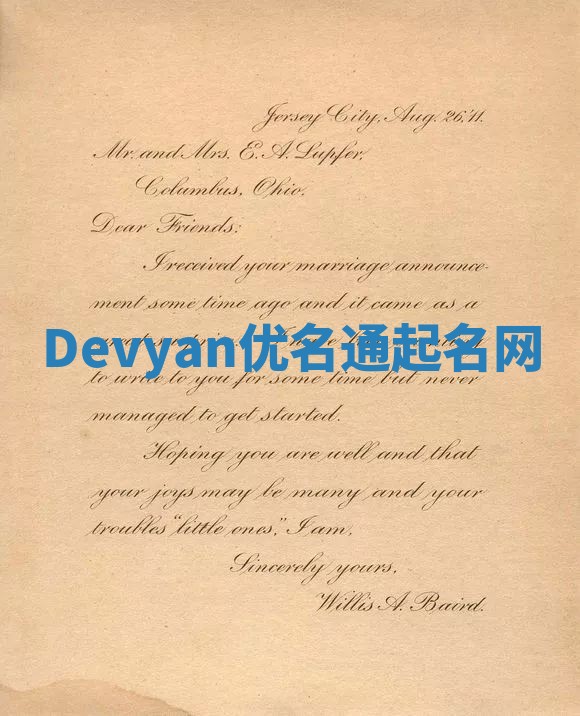 Jersey City, Aug. 26,'11.
Mr. and Mrs. E. A. Lupfer,
Columbus, Ohio.
Dear Friends:
I received your marriage announce-
ment some time ago and it came as a
Devyan优名通起名网
to write to you for some time but never
managed to get started.
Hoping you are well and that
your joys may be many and your
troubles "little ones," I am,
Sincerely yours,
Willis A. Baird.